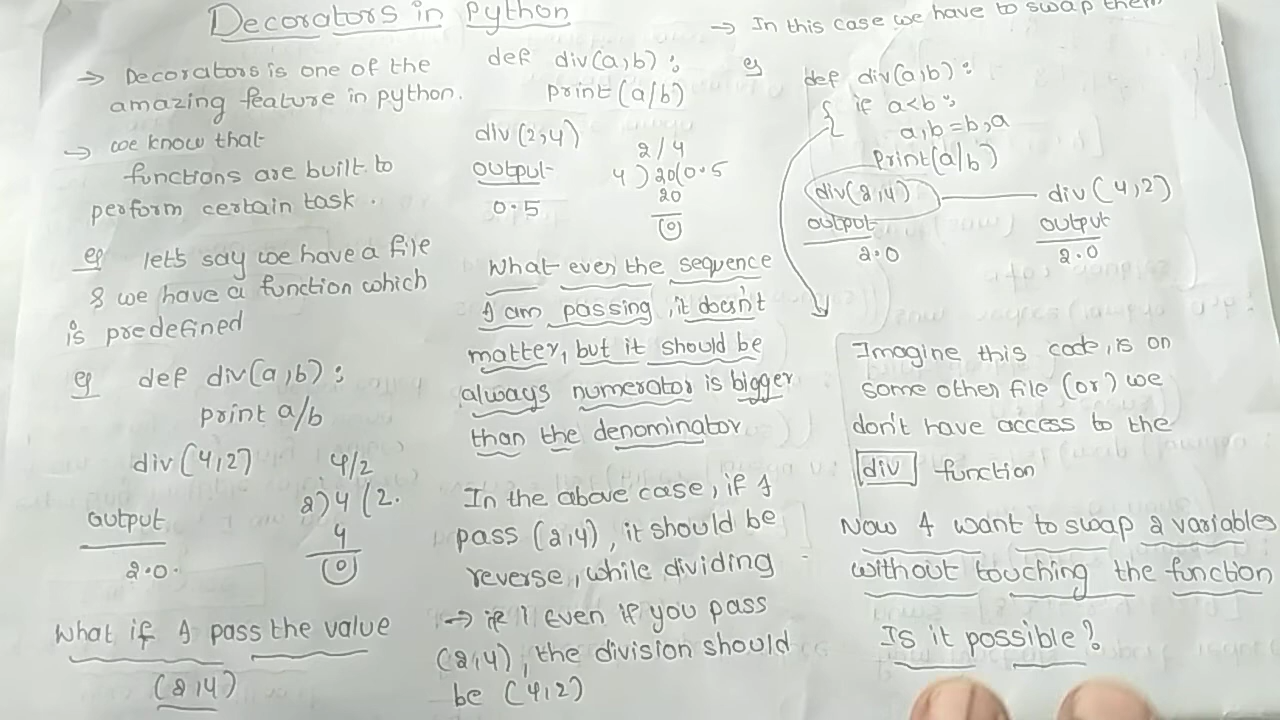 Decorators in Python
→ Decorators is one of the
amazing feature in python.
→ we know that
functions are built to
perform certain task.
eg let's say we have a file
& we have a function which
is predefined
eg def div(a,b):
print a/b
div(4,2) 4/2
2)4(2.
output 4
2.0. 0
What if I pass the value
(2,4)
def div(a,b):
print(a/b)
div(2,4) 2/4
output 4)20(0.5
0.5 20
0
What even the sequence
I am passing, it doesn't
matter, but it should be
always numerator is bigger
than the denominator
In the above case, if I
pass (2,4), it should be
reverse, while dividing
→ even if you pass
(2,4), the division should
be (4,2)
→ In this case we have to swap them
eg def div(a,b):
if a<b:
a,b=b,a
print(a/b)
div(2,4) div(4,2)
output output
2.0 2.0
Imagine this code, is on
some other file (or) we
don't have access to the
div function
Now I want to swap 2 variables
without touching the function
Is it possible?